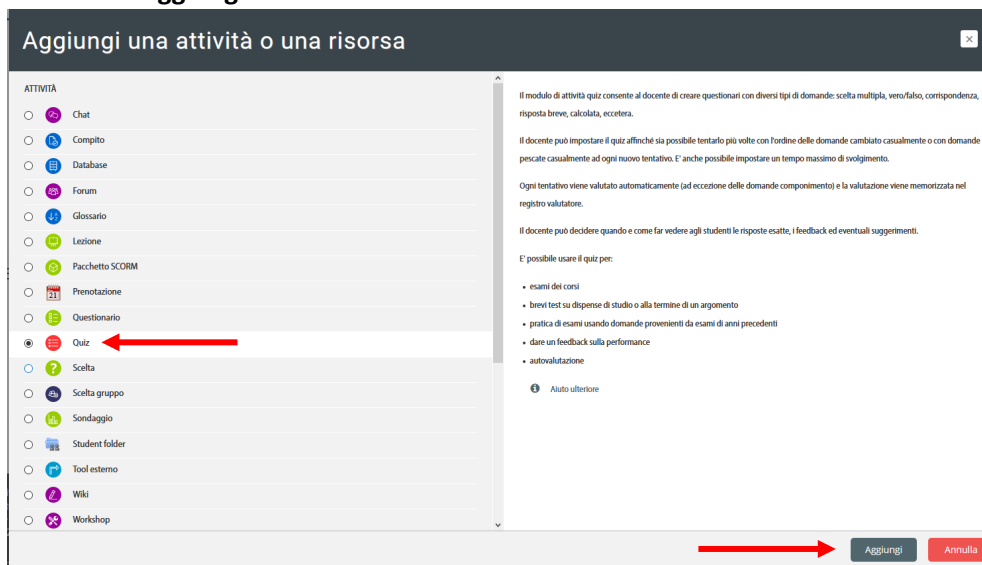 Aggiungi una attività o una risorsa
ATTIVITÀ
Chat
Compito
Database
Forum
Glossario
Lezione
Pacchetto SCORM
21
Prenotazione
Questionario
Quiz
Scelta
Scelta gruppo
Sondaggio
Student folder
Tool esterno
Wiki
Workshop
Il modulo di attività quiz consente al docente di creare questionari con diversi tipi di domande: scelta multipla, vero/falso, corrispondenza,
risposta breve, calcolata, eccetera.
Il docente può impostare il quiz affinché sia possibile tentarlo più volte con l'ordine delle domande cambiato casualmente o con domande
pescate casualmente ad ogni nuovo tentativo. E' anche possibile impostare un tempo massimo di svolgimento.
Ogni tentativo viene valutato automaticamente (ad eccezione delle domande componimento) e la valutazione viene memorizzata nel
registro valutatore.
Il docente può decidere quando e come far vedere agli studenti le risposte esatte, i feedback ed eventuali suggerimenti.
E' possibile usare il quiz per:
• esami dei corsi
• brevi test su dispense di studio o alla termine di un argomento
• pratica di esami usando domande provenienti da esami di anni precedenti
• dare un feedback sulla performance
• autovalutazione
Aiuto ulteriore
Aggiungi
Annulla